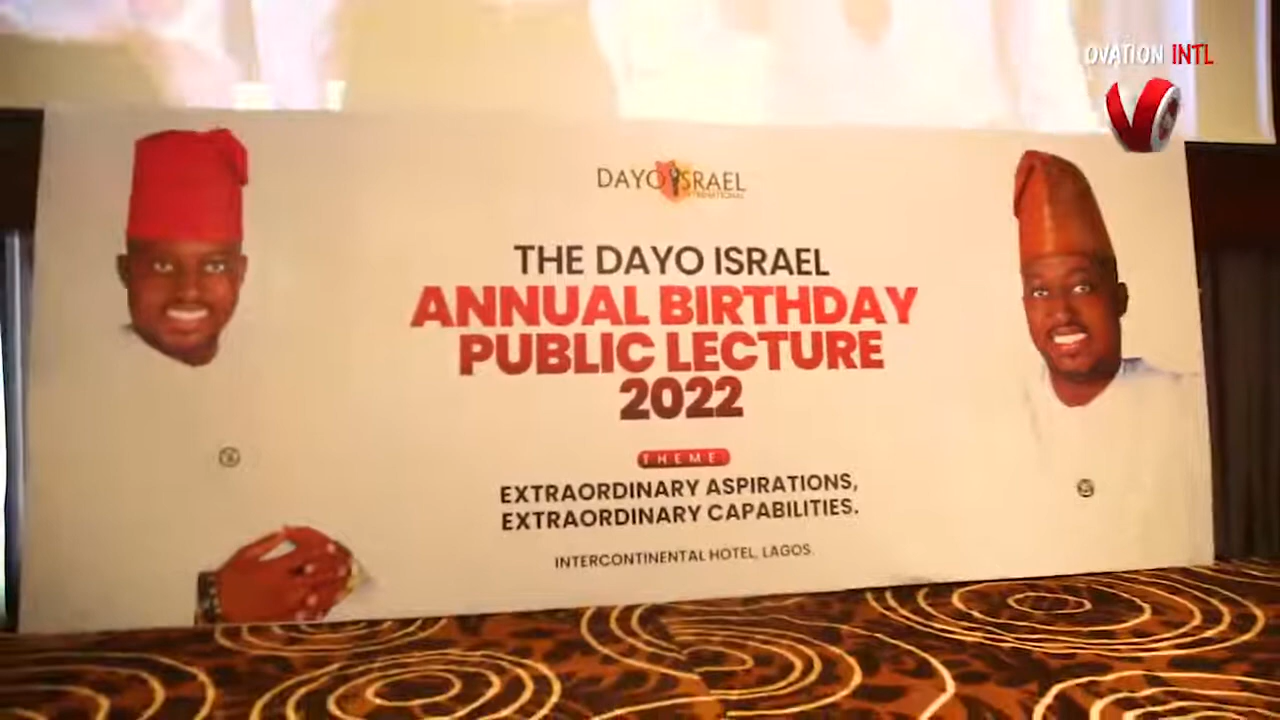 OVATION INTL
DAYO ISRAEL
INTERNATIONAL
THE DAYO ISRAEL
ANNUAL BIRTHDAY
PUBLIC LECTURE
2022
THEME
EXTRAORDINARY ASPIRATIONS,
EXTRAORDINARY CAPABILITIES.
INTERCONTINENTAL HOTEL, LAGOS.